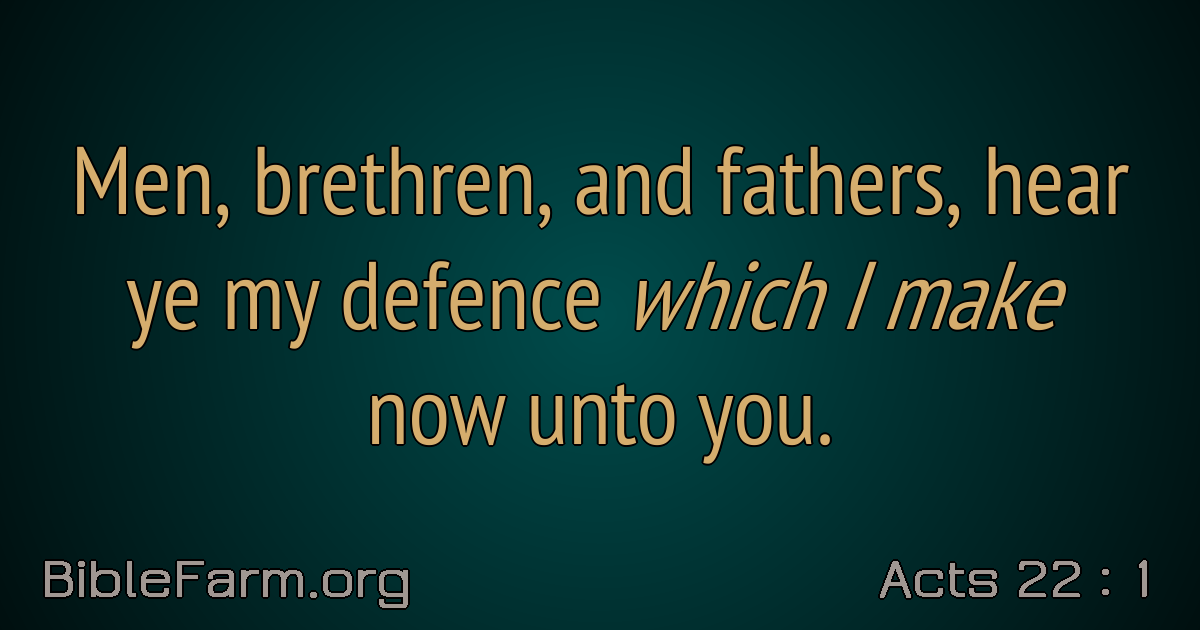 Men, brethren, and fathers, hear
ye my defence which I make
now unto you.
BibleFarm.org
Acts 22 : 1